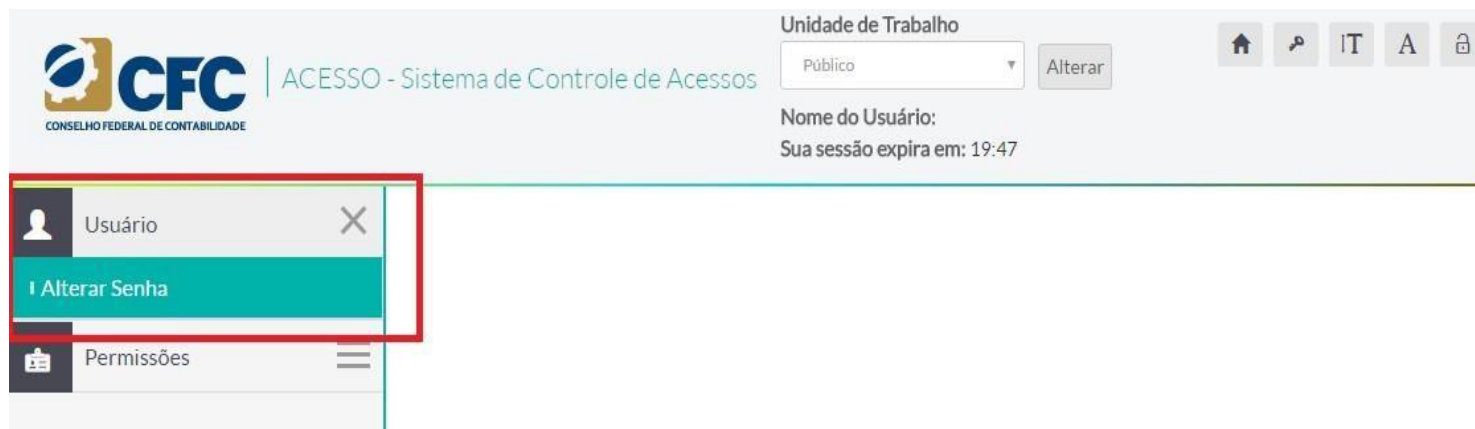 CFC
CONSELHO FEDERAL DE CONTABILIDADE
ACESSO - Sistema de Controle de Acessos
Unidade de Trabalho
Público
Alterar
Nome do Usuário:
Sua sessão expira em: 19:47
IT A
Usuário
Alterar Senha
Permissões